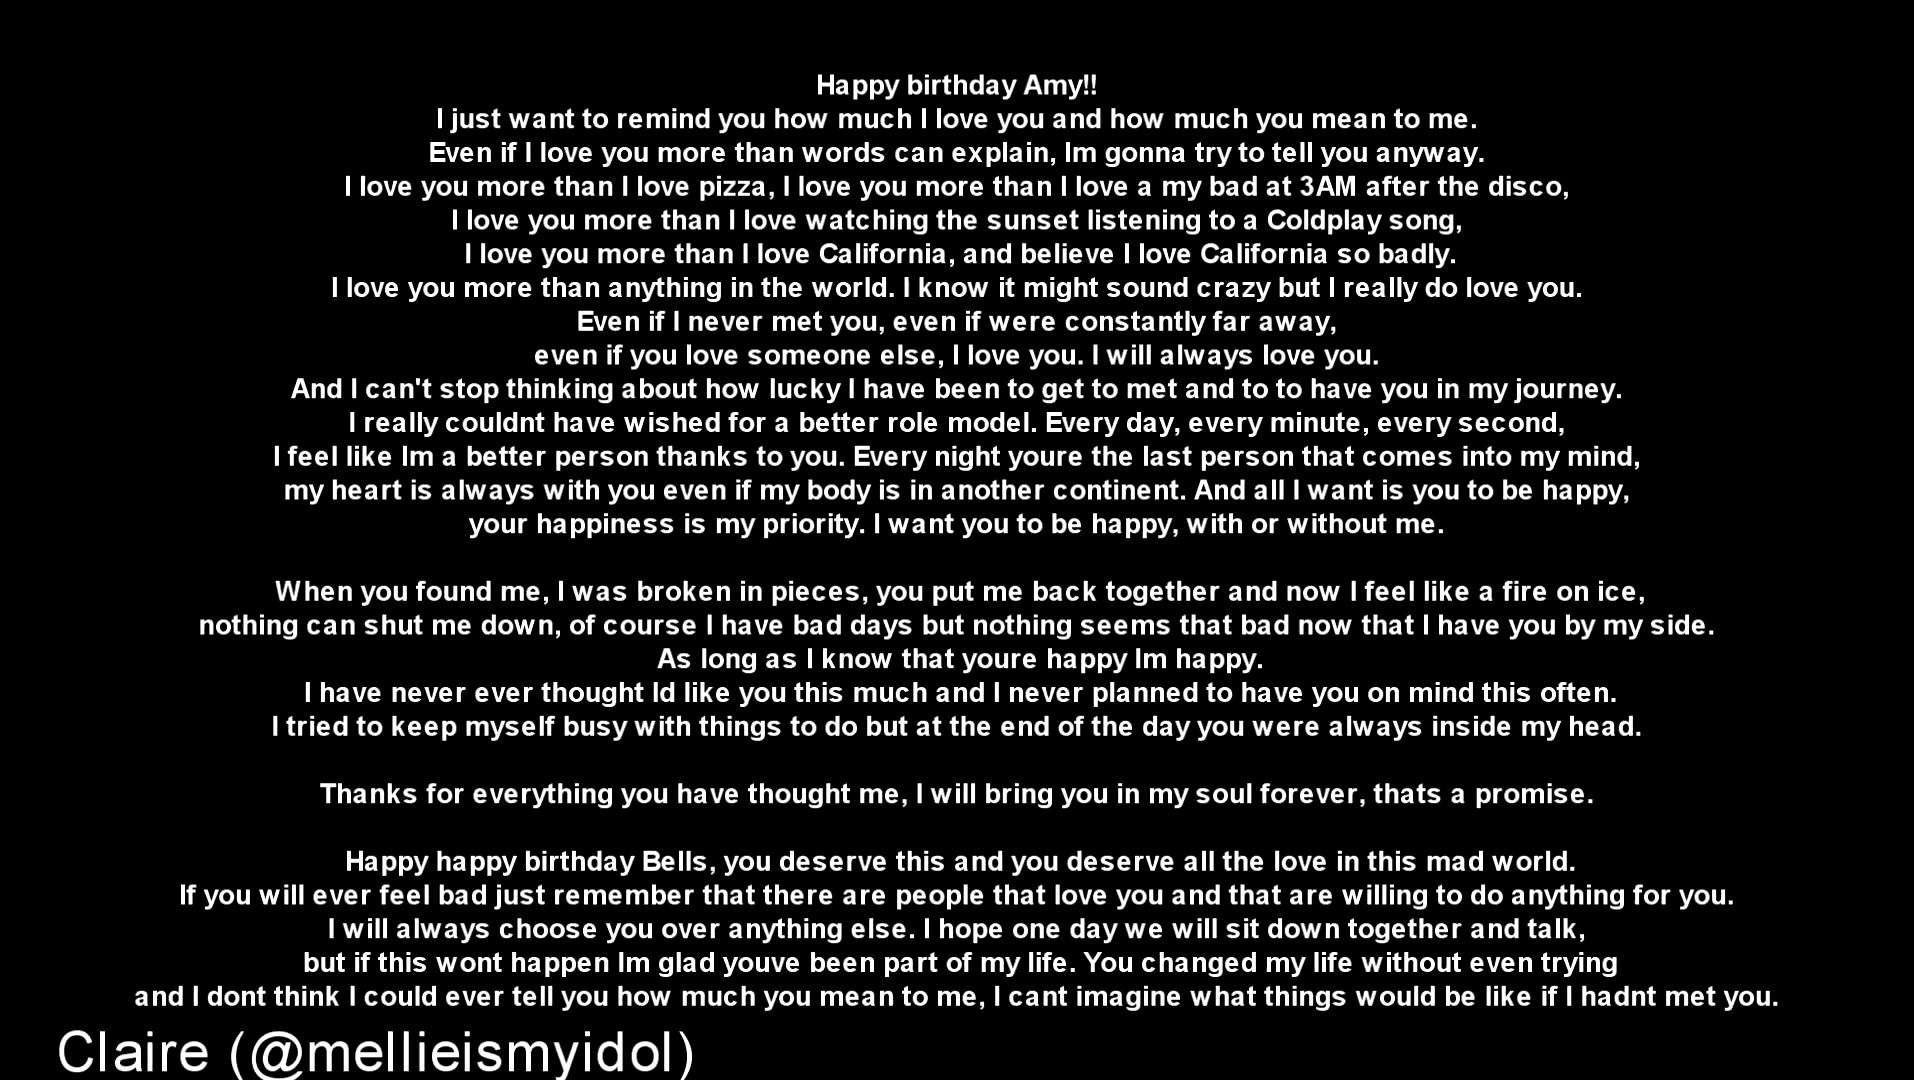 Happy birthday Amy!!
I just want to remind you how much I love you and how much you mean to me.
Even if I love you more than words can explain, Im gonna try to tell you anyway.
I love you more than I love pizza, I love you more than I love a my bad at 3AM after the disco,
I love you more than I love watching the sunset listening to a Coldplay song,
I love you more than I love California, and believe I love California so badly.
I love you more than anything in the world. I know it might sound crazy but I really do love you.
Even if I never met you, even if were constantly far away,
even if you love someone else, I love you. I will always love you.
And I can't stop thinking about how lucky I have been to get to met and to to have you in my journey.
I really couldnt have wished for a better role model. Every day, every minute, every second,
I feel like Im a better person thanks to you. Every night youre the last person that comes into my mind,
my heart is always with you even if my body is in another continent. And all I want is you to be happy,
your happiness is my priority. I want you to be happy, with or without me.
When you found me, I was broken in pieces, you put me back together and now I feel like a fire on ice,
nothing can shut me down, of course I have bad days but nothing seems that bad now that I have you by my side.
As long as I know that youre happy Im happy.
I have never ever thought Id like you this much and I never planned to have you on mind this often.
I tried to keep myself busy with things to do but at the end of the day you were always inside my head.
Thanks for everything you have thought me, I will bring you in my soul forever, thats a promise.
Happy happy birthday Bells, you deserve this and you deserve all the love in this mad world.
If you will ever feel bad just remember that there are people that love you and that are willing to do anything for you.
I will always choose you over anything else. I hope one day we will sit down together and talk,
but if this wont happen Im glad youve been part of my life. You changed my life without even trying
and I dont think I could ever tell you how much you mean to me, I cant imagine what things would be like if I hadnt met you.
Claire (@mellieismyidol)